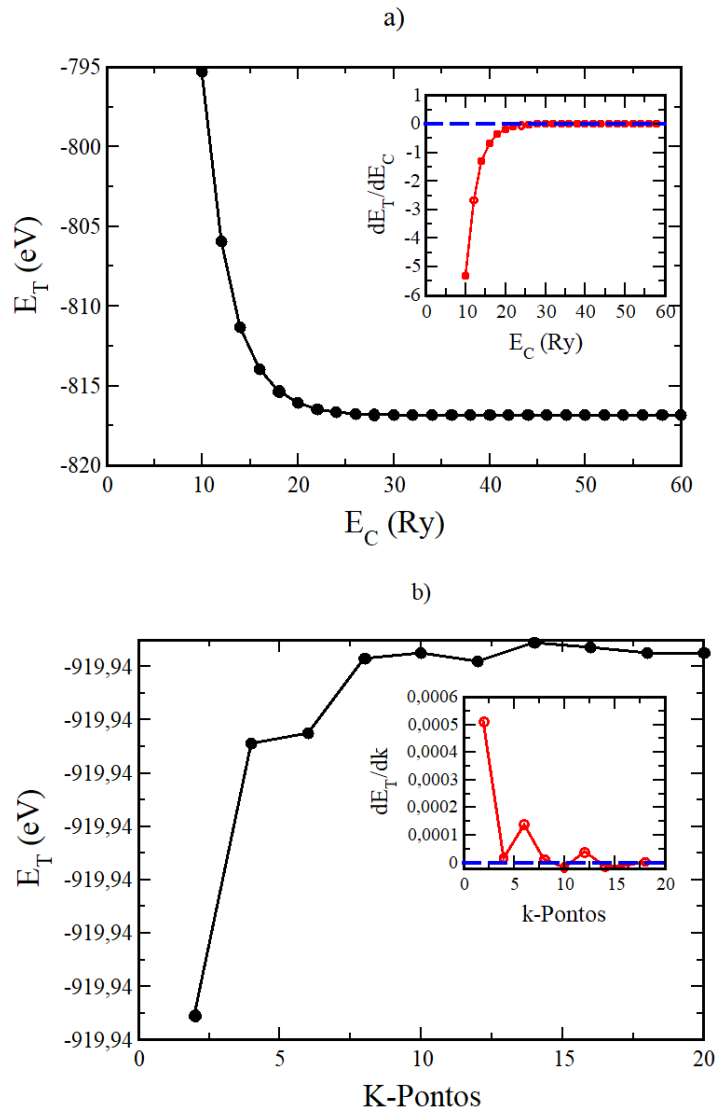 a)
-795
-800
-805
-810
-815
-820
E_T (eV)
0 10 20 30 40 50 60
E_C (Ry)
1
0
-1
-2
-3
-4
-5
-6
dE_T/dE_C
0 10 20 30 40 50 60
E_C (Ry)
b)
-919,94
-919,94
-919,94
-919,94
-919,94
-919,94
-919,94
-919,94
E_T (eV)
0 5 10 15 20
K-Pontos
0,0006
0,0005
0,0004
0,0003
0,0002
0,0001
0
dE_T/dk
0 5 10 15 20
k-Pontos